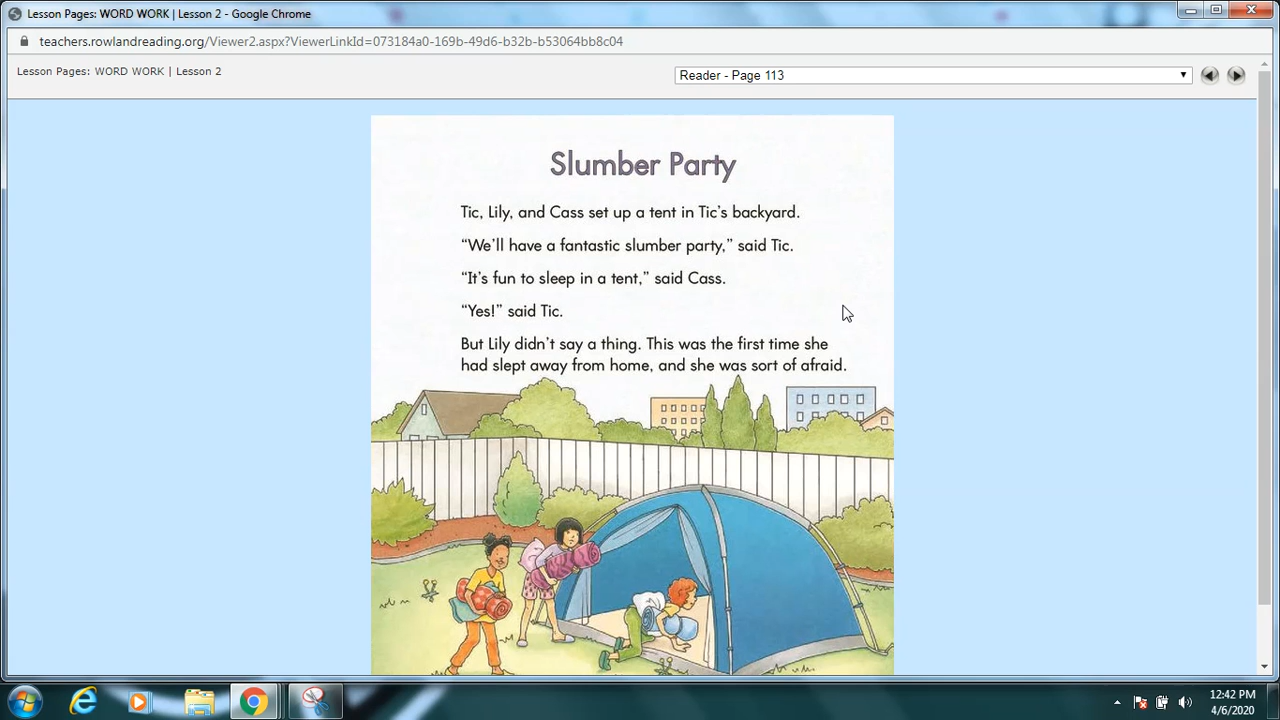 Lesson Pages: WORD WORK | Lesson 2 - Google Chrome
teachers.rowlandreading.org/Viewer2.aspx?ViewerLinkId=073184a0-169b-49d6-b32b-b53064bb8c04
Lesson Pages: WORD WORK | Lesson 2
Reader - Page 113
Slumber Party
Tic, Lily, and Cass set up a tent in Tic's backyard.
“We'll have a fantastic slumber party,” said Tic.
“It's fun to sleep in a tent,” said Cass.
“Yes!” said Tic.
But Lily didn't say a thing. This was the first time she
had slept away from home, and she was sort of afraid.
12:42 PM
4/6/2020